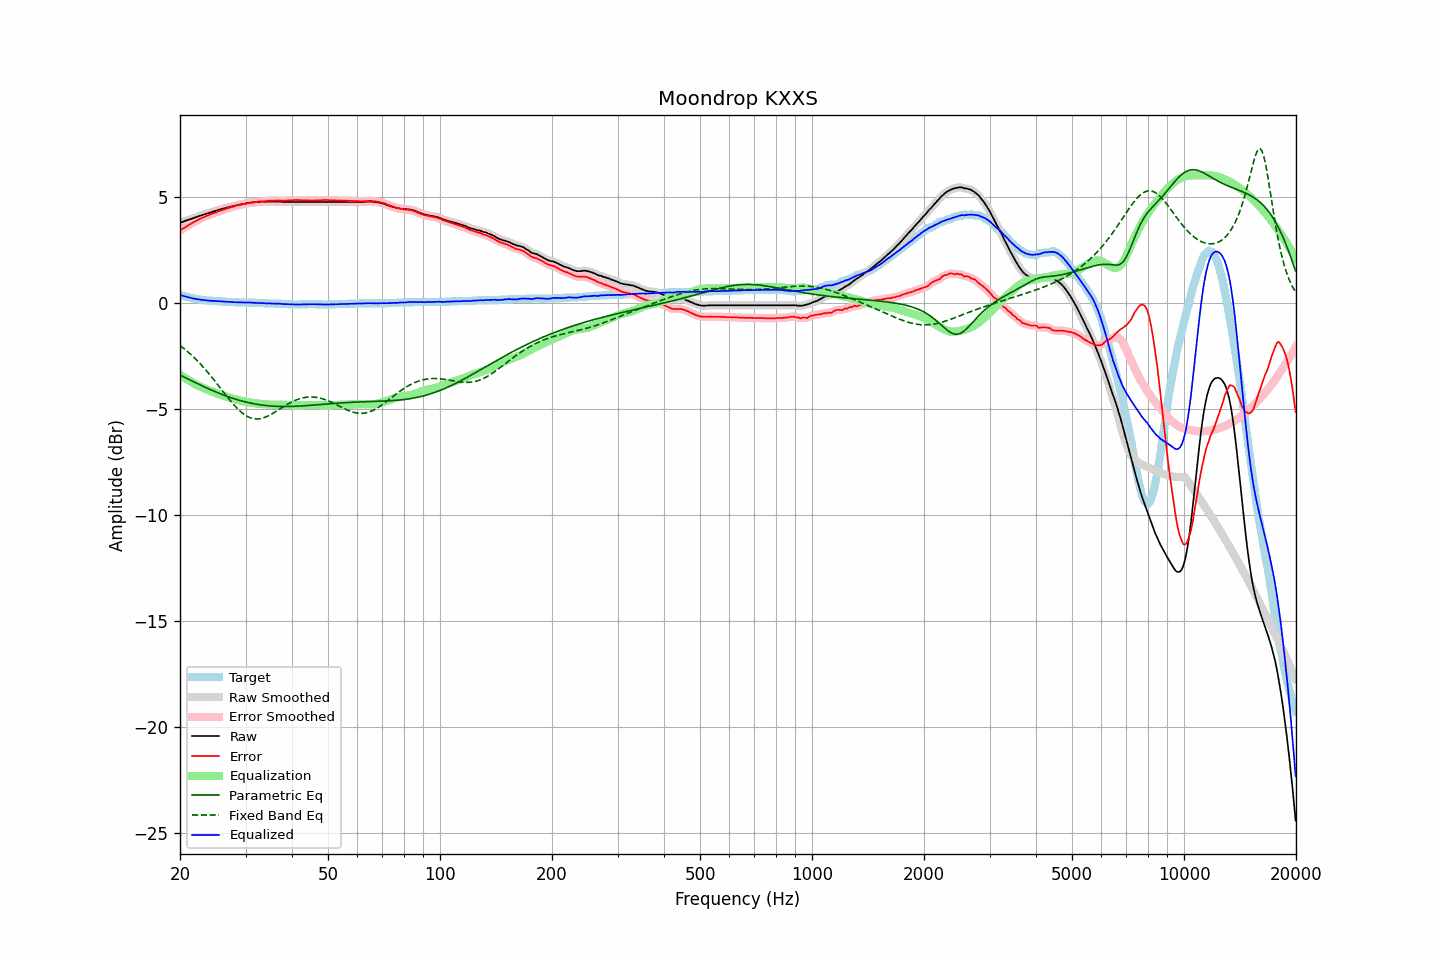 Moondrop KXXS
Amplitude (dBr)
5
0
−5
−10
−15
−20
−25
Target
Raw Smoothed
Error Smoothed
Raw
Error
Equalization
Parametric Eq
Fixed Band Eq
Equalized
20 50 100 200 500 1000 2000 5000 10000 20000
Frequency (Hz)